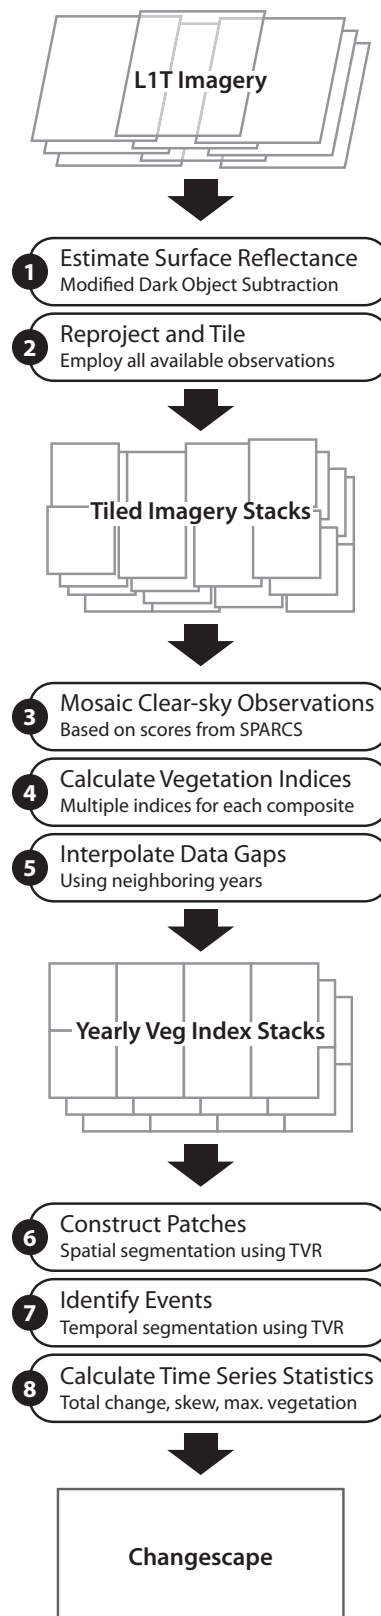 L1T Imagery
1 Estimate Surface Reflectance
Modified Dark Object Subtraction
2 Reproject and Tile
Employ all available observations
Tiled Imagery Stacks
3 Mosaic Clear-sky Observations
Based on scores from SPARCS
4 Calculate Vegetation Indices
Multiple indices for each composite
5 Interpolate Data Gaps
Using neighboring years
Yearly Veg Index Stacks
6 Construct Patches
Spatial segmentation using TVR
7 Identify Events
Temporal segmentation using TVR
8 Calculate Time Series Statistics
Total change, skew, max. vegetation
Changescape